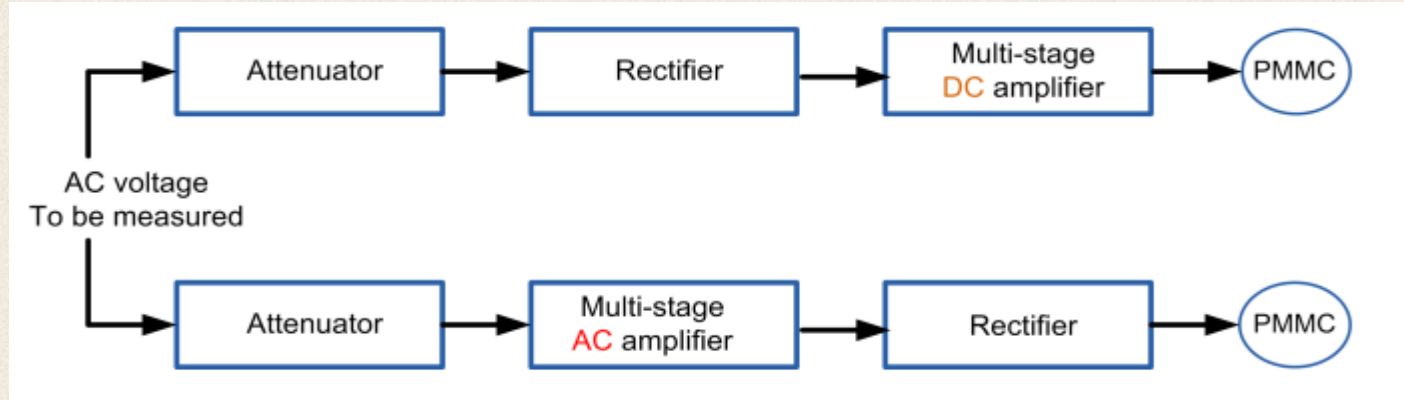 Attenuator
Rectifier
Multi-stage
DC amplifier
PMMC
AC voltage
To be measured
Attenuator
Multi-stage
AC amplifier
Rectifier
PMMC